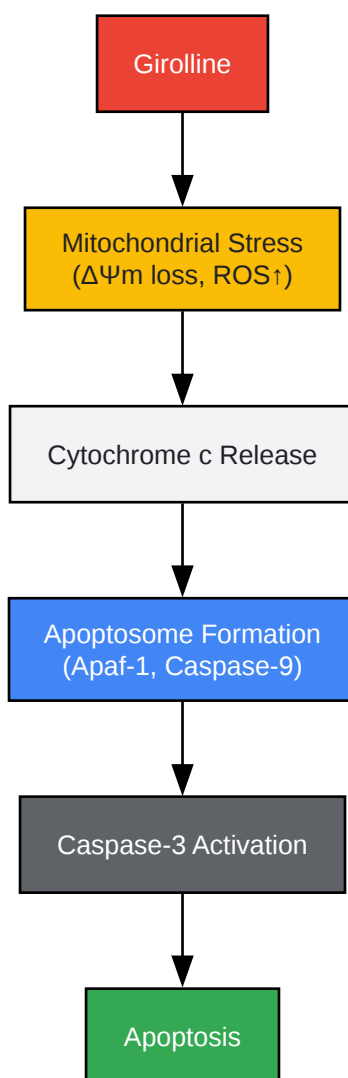 Girolline
Mitochondrial Stress
(ΔΨm loss, ROS↑)
Cytochrome c Release
Apoptosome Formation
(Apaf-1, Caspase-9)
Caspase-3 Activation
Apoptosis